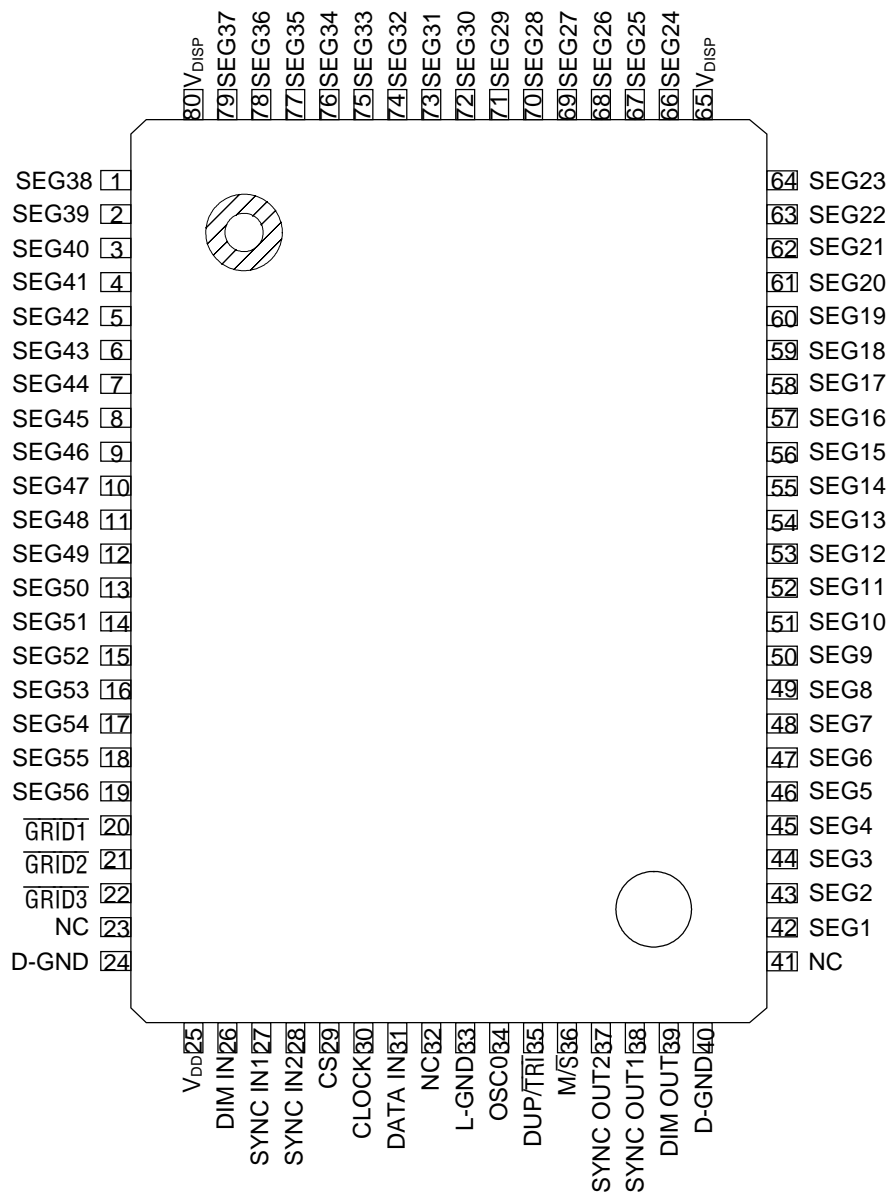 80 VDISP
79 SEG37
78 SEG36
77 SEG35
76 SEG34
75 SEG33
74 SEG32
73 SEG31
72 SEG30
71 SEG29
70 SEG28
69 SEG27
68 SEG26
67 SEG25
66 SEG24
65 VDISP
SEG38 1
SEG39 2
SEG40 3
SEG41 4
SEG42 5
SEG43 6
SEG44 7
SEG45 8
SEG46 9
SEG47 10
SEG48 11
SEG49 12
SEG50 13
SEG51 14
SEG52 15
SEG53 16
SEG54 17
SEG55 18
SEG56 19
GRID1 20
GRID2 21
GRID3 22
NC 23
D-GND 24
64 SEG23
63 SEG22
62 SEG21
61 SEG20
60 SEG19
59 SEG18
58 SEG17
57 SEG16
56 SEG15
55 SEG14
54 SEG13
53 SEG12
52 SEG11
51 SEG10
50 SEG9
49 SEG8
48 SEG7
47 SEG6
46 SEG5
45 SEG4
44 SEG3
43 SEG2
42 SEG1
41 NC
VDD 25
DIM IN 26
SYNC IN1 27
SYNC IN2 28
CS 29
CLOCK 30
DATA IN 31
NC 32
L-GND 33
OSC0 34
DUP/TRI 35
M/S 36
SYNC OUT2 37
SYNC OUT1 38
DIM OUT 39
D-GND 40